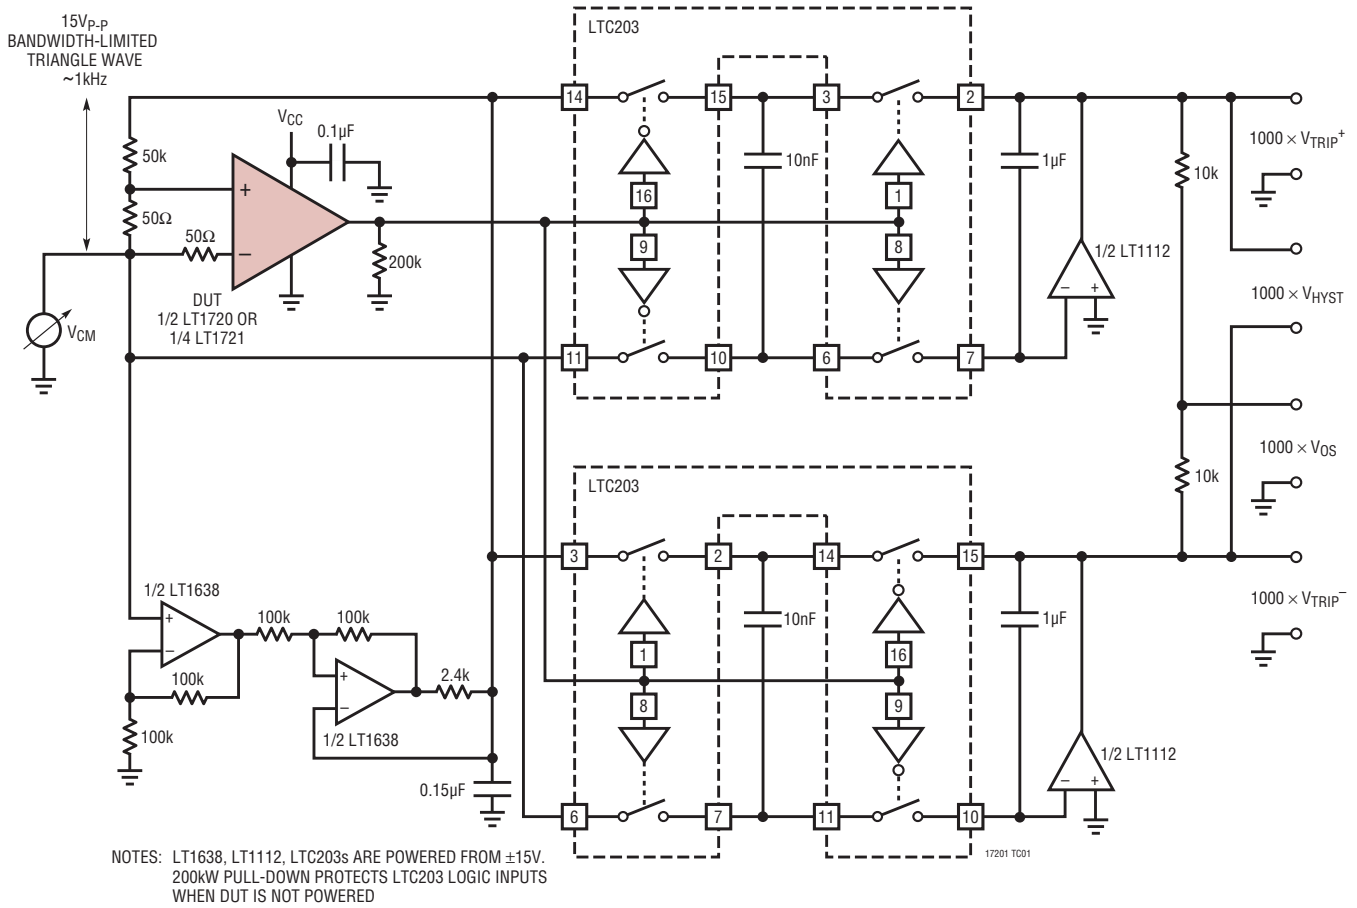 15VP-P
BANDWIDTH-LIMITED
TRIANGLE WAVE
~1kHz
LTC203
14
15
3
2
VCC
0.1µF
50k
+
50Ω
50Ω
–
200k
DUT
1/2 LT1720 OR
1/4 LT1721
VCM
16
9
10nF
1
8
1µF
11
10
6
7
1/2 LT1112
–
+
10k
1000 × VTRIP+
1000 × VHYST
10k
1000 × VOS
1000 × VTRIP–
LTC203
3
2
14
15
1
8
10nF
16
9
1µF
6
7
11
10
1/2 LT1112
–
+
1/2 LT1638
+
–
100k
100k
100k
100k
+
–
2.4k
1/2 LT1638
0.15µF
17201 TC01
NOTES: LT1638, LT1112, LTC203s ARE POWERED FROM ±15V.
200kW PULL-DOWN PROTECTS LTC203 LOGIC INPUTS
WHEN DUT IS NOT POWERED